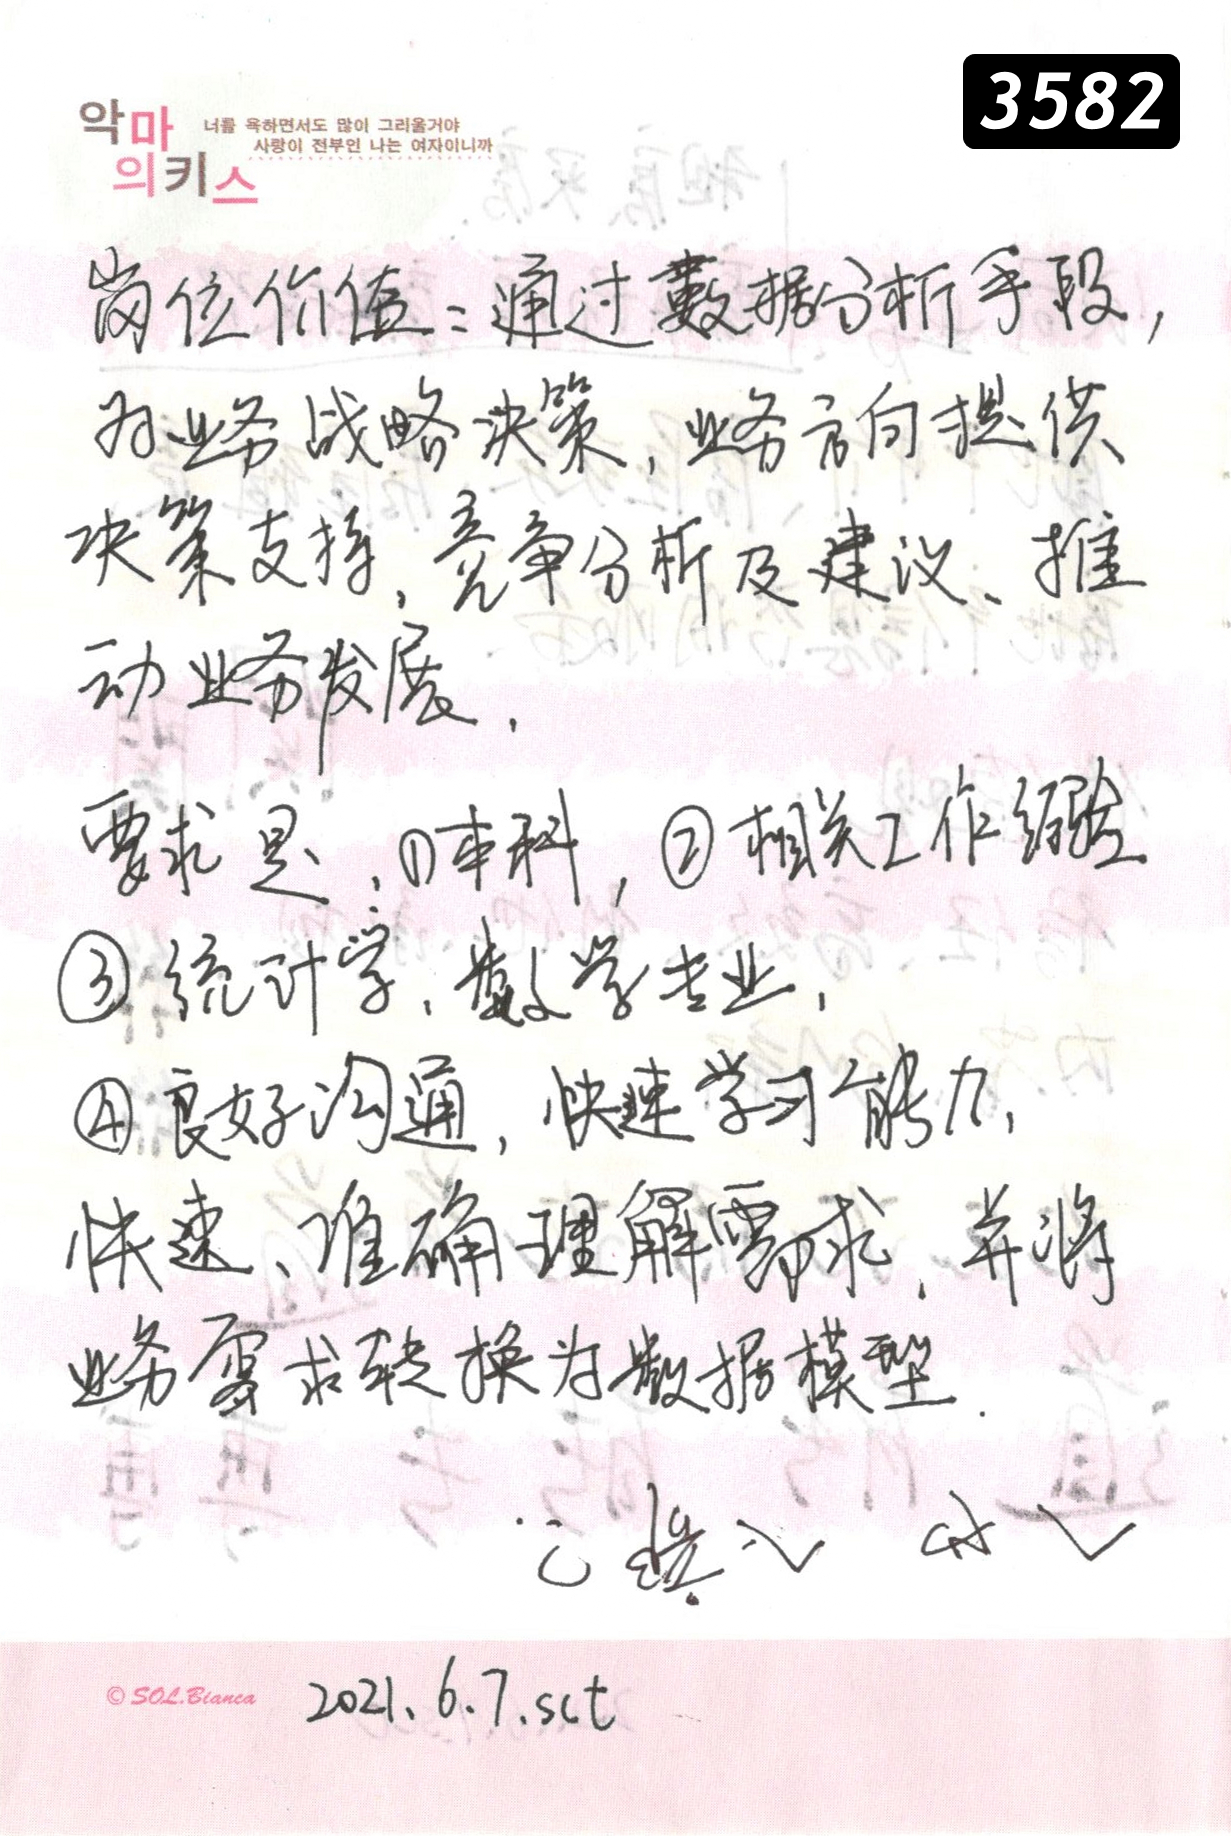 3582
악마의키스
너를 욕하면서도 많이 그리울거야
사랑이 전부인 나는 여자이니까
岗位价值：通过數据分析手段，
为业务战略决策，业务方向提供
决策支持，竞争分析及建议、推
动业务发展.
要求是：①本科，②相关工作经验
③统计学、数学专业，
④良好沟通，快速学习能力，
快速、准确理解需求，并将
业务需求转换为数据模型.
© SOL.Bianca
2021.6.7.sct